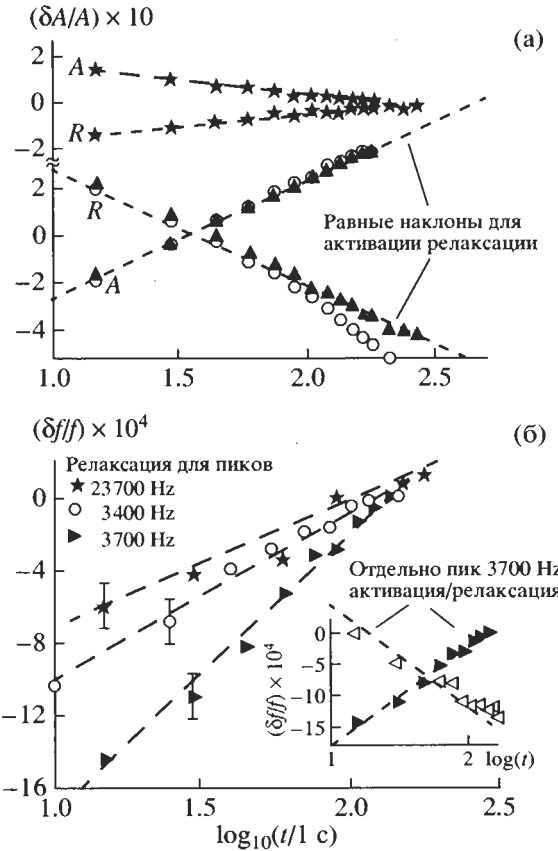 (δA/A) × 10
(а)
2
A
0
R
−2
2
R
0
Равные наклоны для
активации релаксации
A
−2
−4
1.0 1.5 2.0 2.5
(δf/f) × 10⁴
(б)
Релаксация для пиков
★ 23700 Hz
○ 3400 Hz
► 3700 Hz
0
−4
−8
−12
−16
Отдельно пик 3700 Hz
активация/релаксация
(δf/f) × 10⁴
0
−5
−10
−15
1 2 log(t)
1.0 1.5 2.0 2.5
log₁₀(t/1 с)